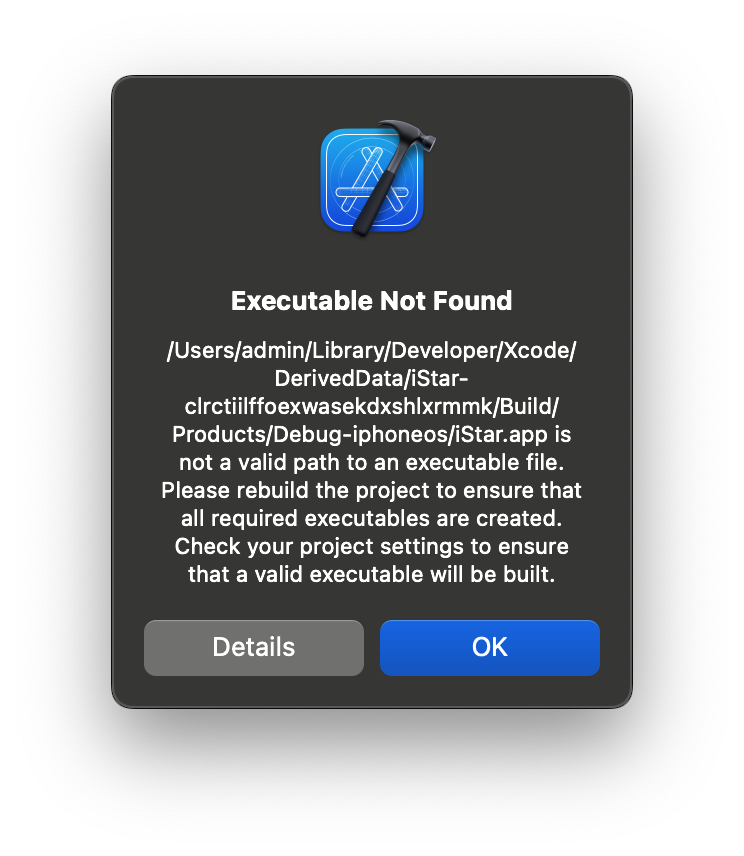 Executable Not Found
/Users/admin/Library/Developer/Xcode/
DerivedData/iStar-
clrctiilffoexwasekdxshlxrmmk/Build/
Products/Debug-iphoneos/iStar.app is
not a valid path to an executable file.
Please rebuild the project to ensure that
all required executables are created.
Check your project settings to ensure
that a valid executable will be built.
Details
OK